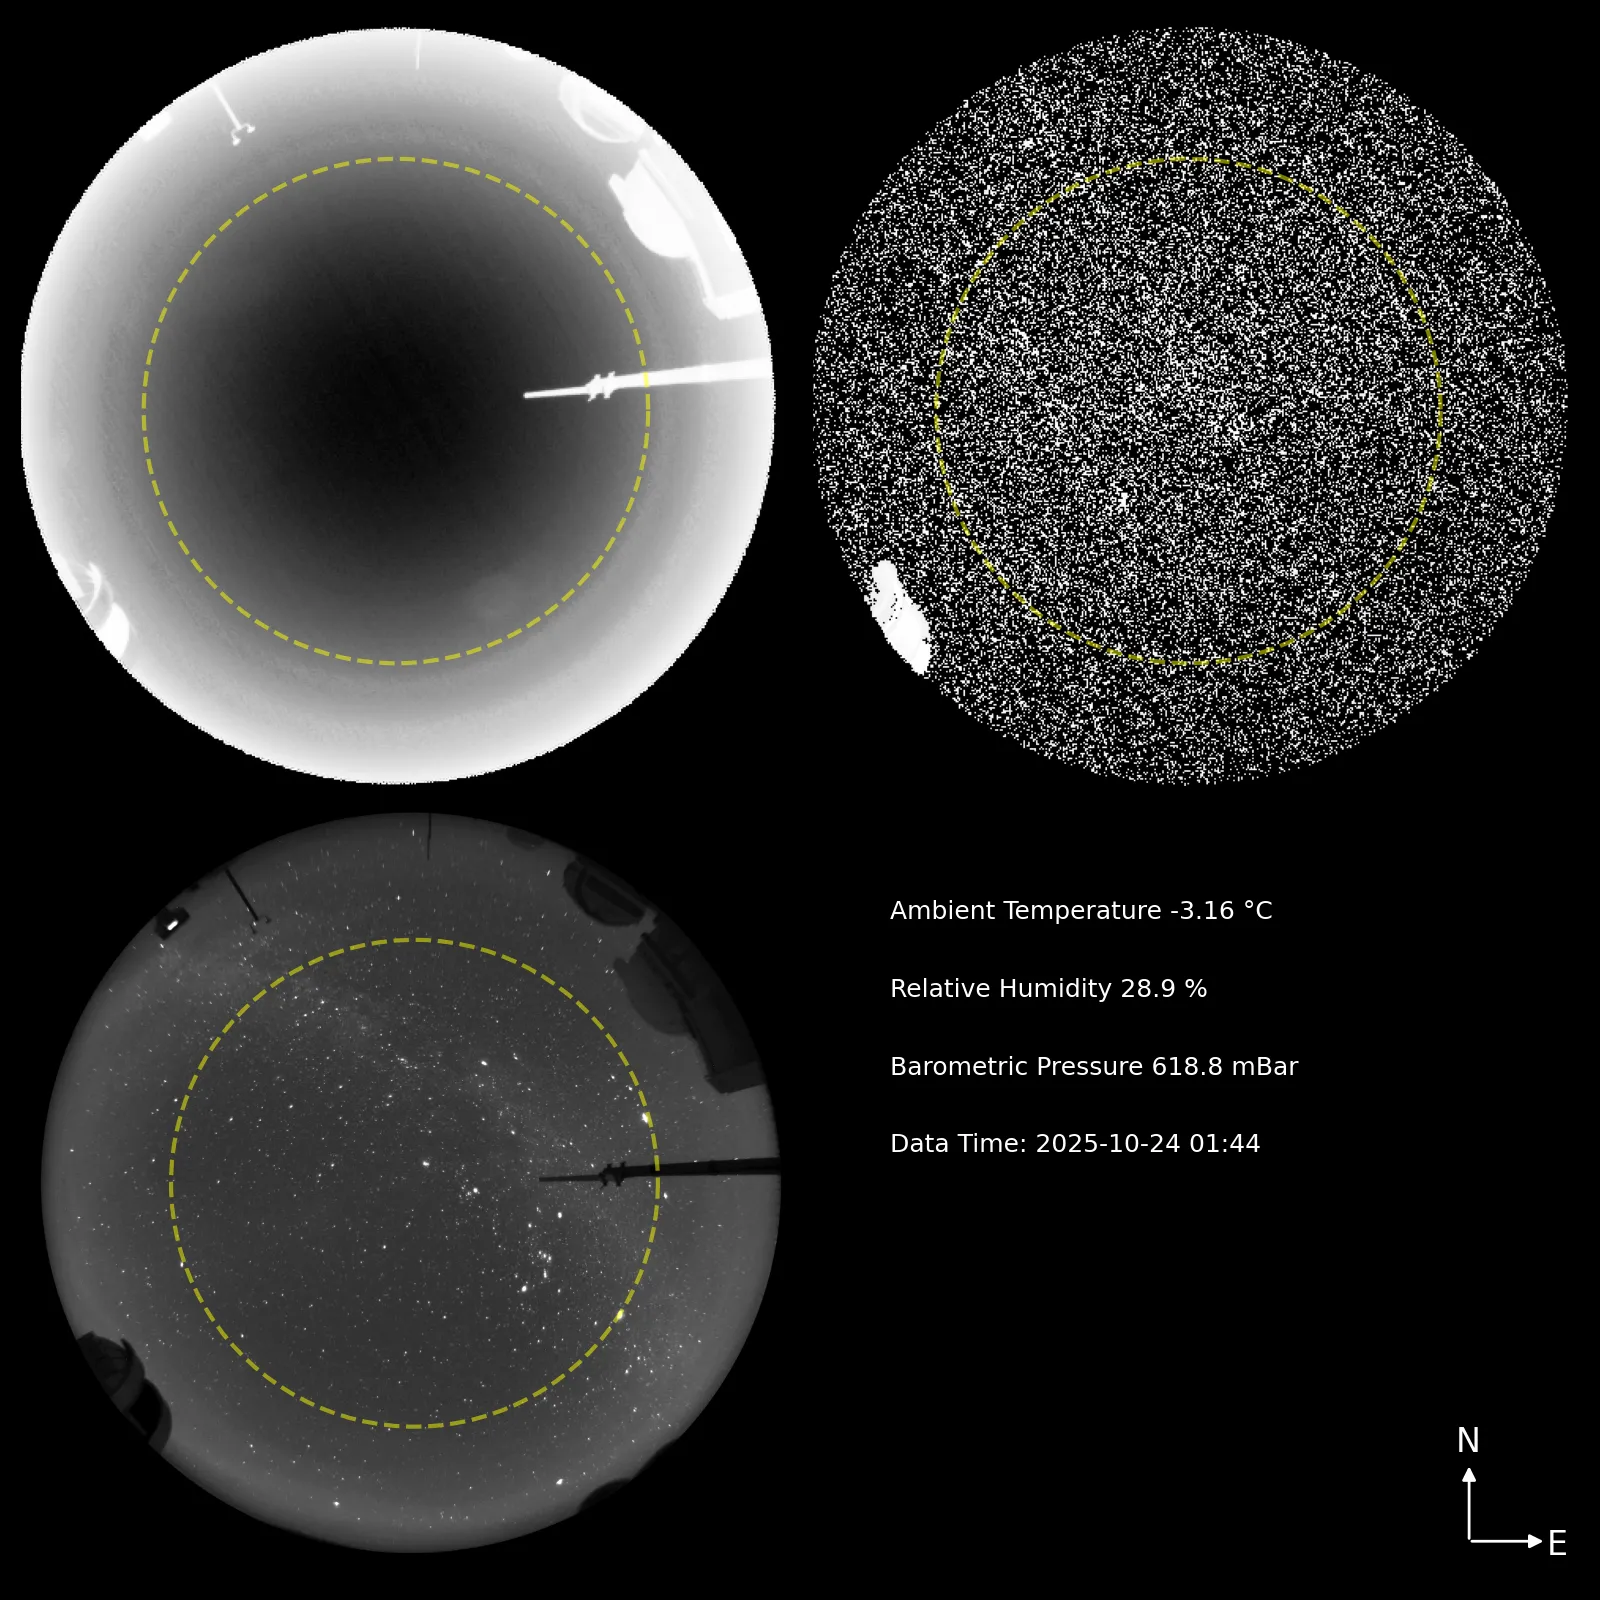 Ambient Temperature -3.16 °C
Relative Humidity 28.9 %
Barometric Pressure 618.8 mBar
Data Time: 2025-10-24 01:44
N
E